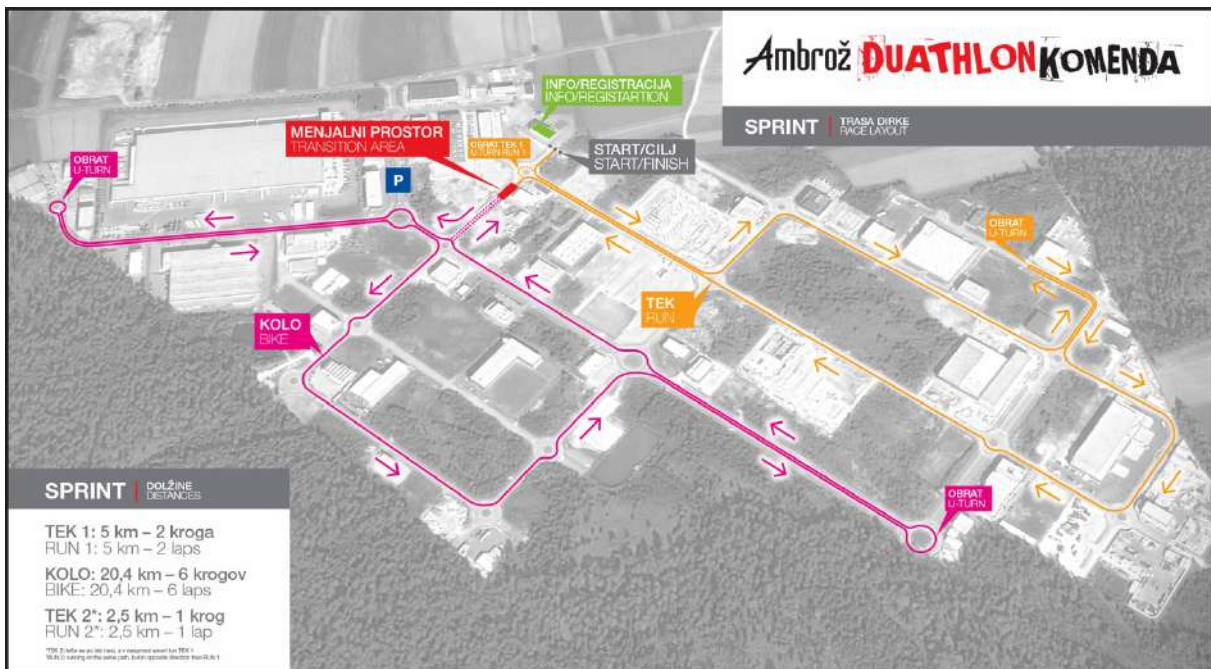 Ambrož DUATHLON KOMENDA
SPRINT | TRASA DIRKE
RACE LAYOUT
INFO/REGISTRACIJA
INFO/REGISTARTION
MENJALNI PROSTOR
TRANSITION AREA
OBRAT TEK 1
U-TURN RUN 1
START/CILJ
START/FINISH
OBRAT
U-TURN
P
OBRAT
U-TURN
TEK
RUN
KOLO
BIKE
OBRAT
U-TURN
SPRINT | DOLŽINE
DISTANCES
TEK 1: 5 km – 2 kroga
RUN 1: 5 km – 2 laps
KOLO: 20,4 km – 6 krogov
BIKE: 20,4 km – 6 laps
TEK 2*: 2,5 km – 1 krog
RUN 2*: 2,5 km – 1 lap